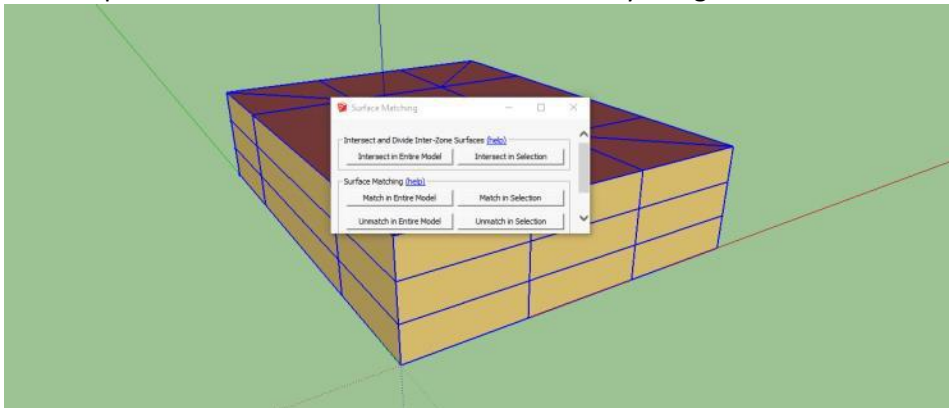 Surface Matching
Intersect and Divide Inter-Zone Surfaces (help)
Intersect in Entire Model Intersect in Selection
Surface Matching (help)
Match in Entire Model Match in Selection
Unmatch in Entire Model Unmatch in Selection